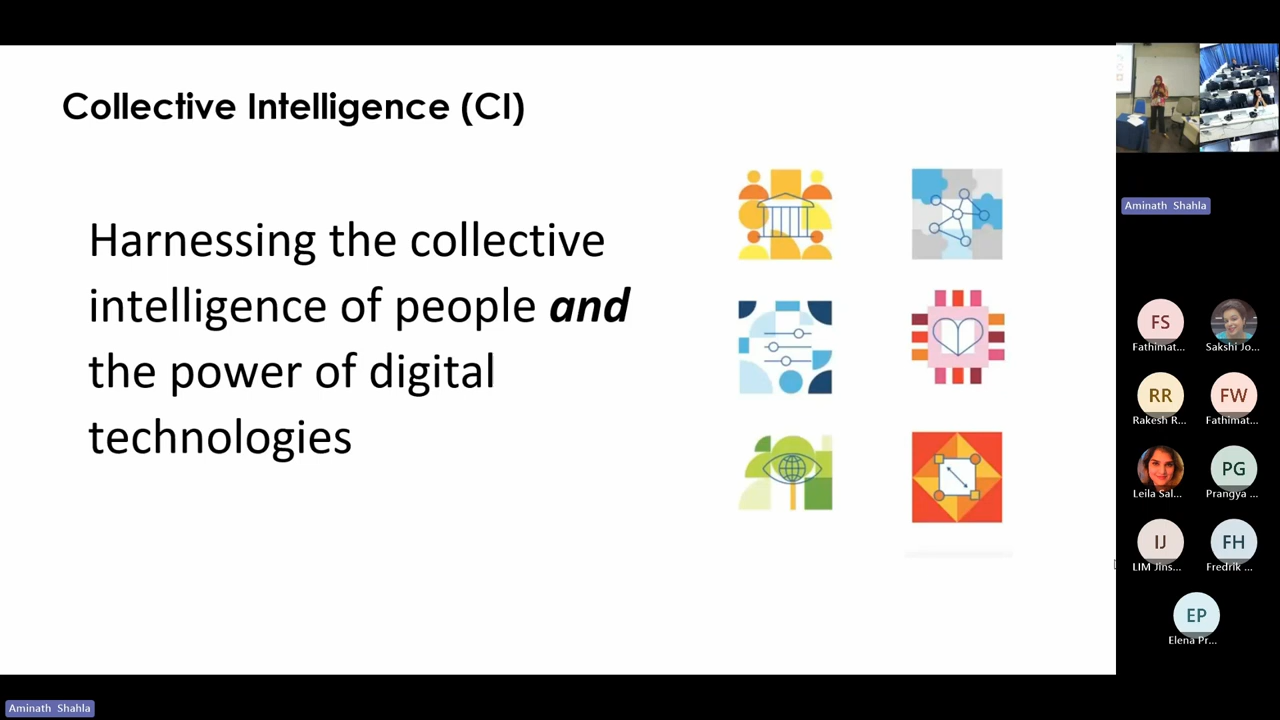 Collective Intelligence (CI)
Harnessing the collective
intelligence of people and
the power of digital
technologies
Aminath Shahla
FS
Fathimat...
Sakshi Jo...
RR
Rakesh R...
FW
Fathimat...
Leila Sal...
PG
Prangya ...
IJ
LIM Jins...
FH
Fredrik ...
EP
Elena Pr...
Aminath Shahla